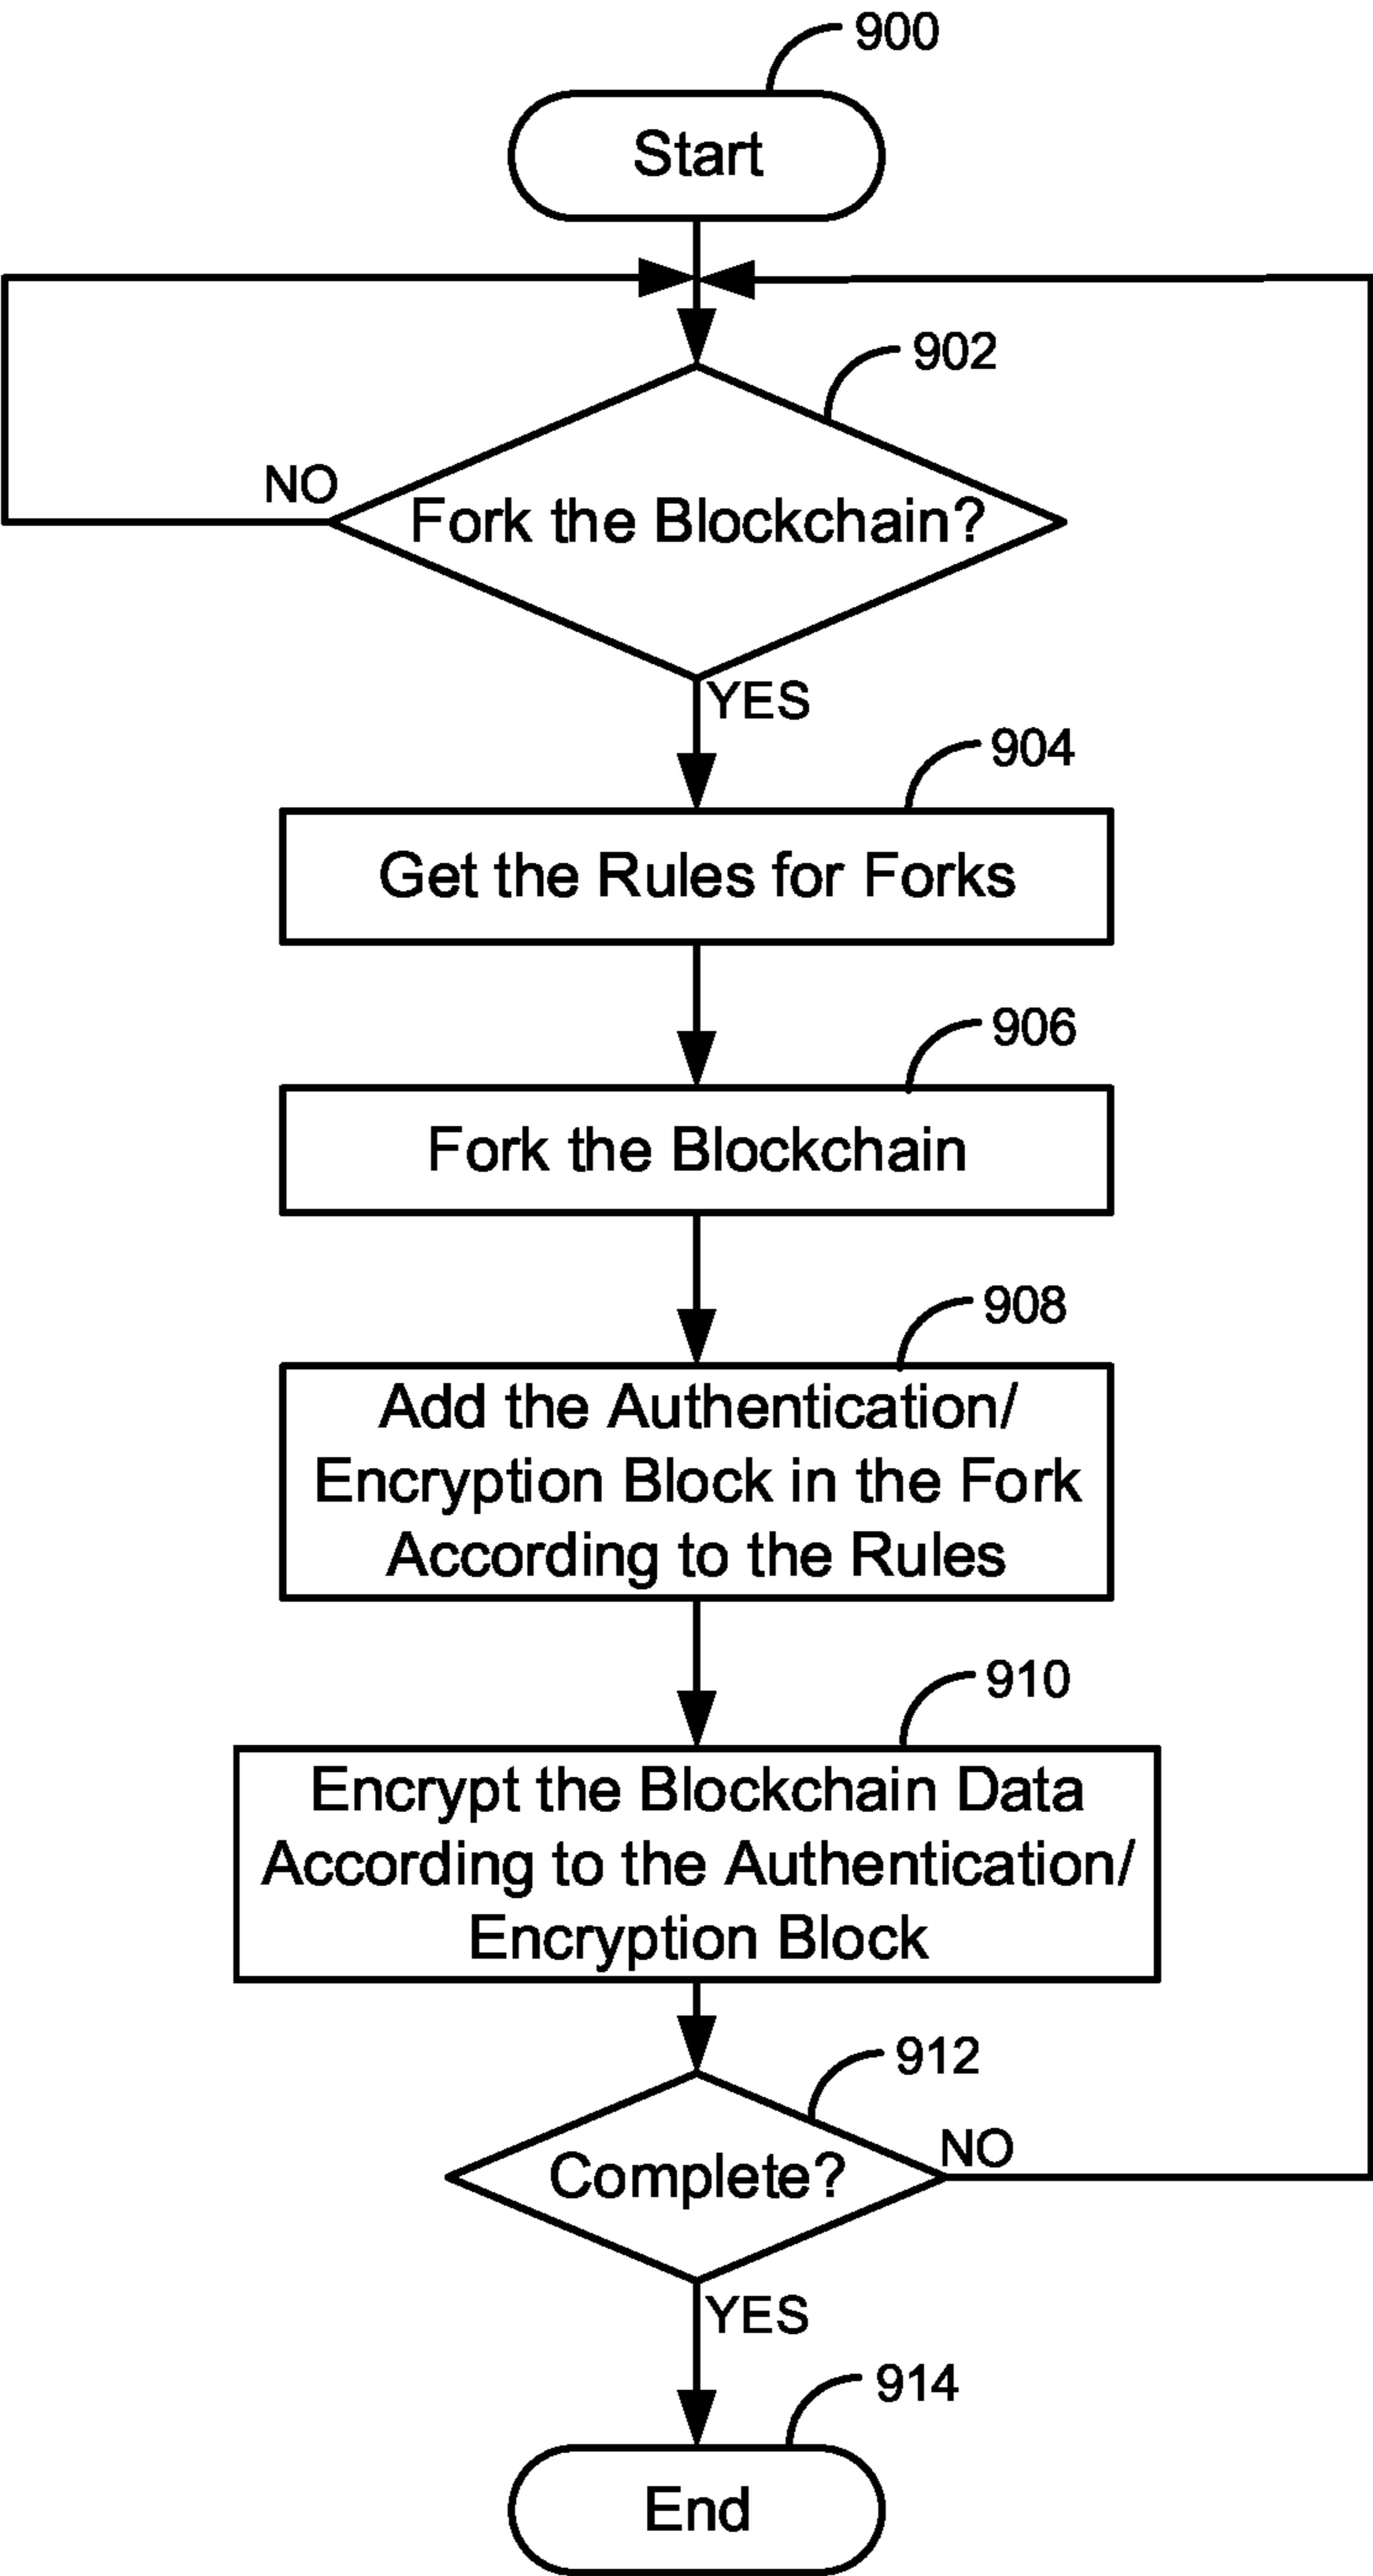 900
Start
902
NO
Fork the Blockchain?
YES
904
Get the Rules for Forks
906
Fork the Blockchain
908
Add the Authentication/
Encryption Block in the Fork
According to the Rules
910
Encrypt the Blockchain Data
According to the Authentication/
Encryption Block
912
NO
Complete?
YES
914
End